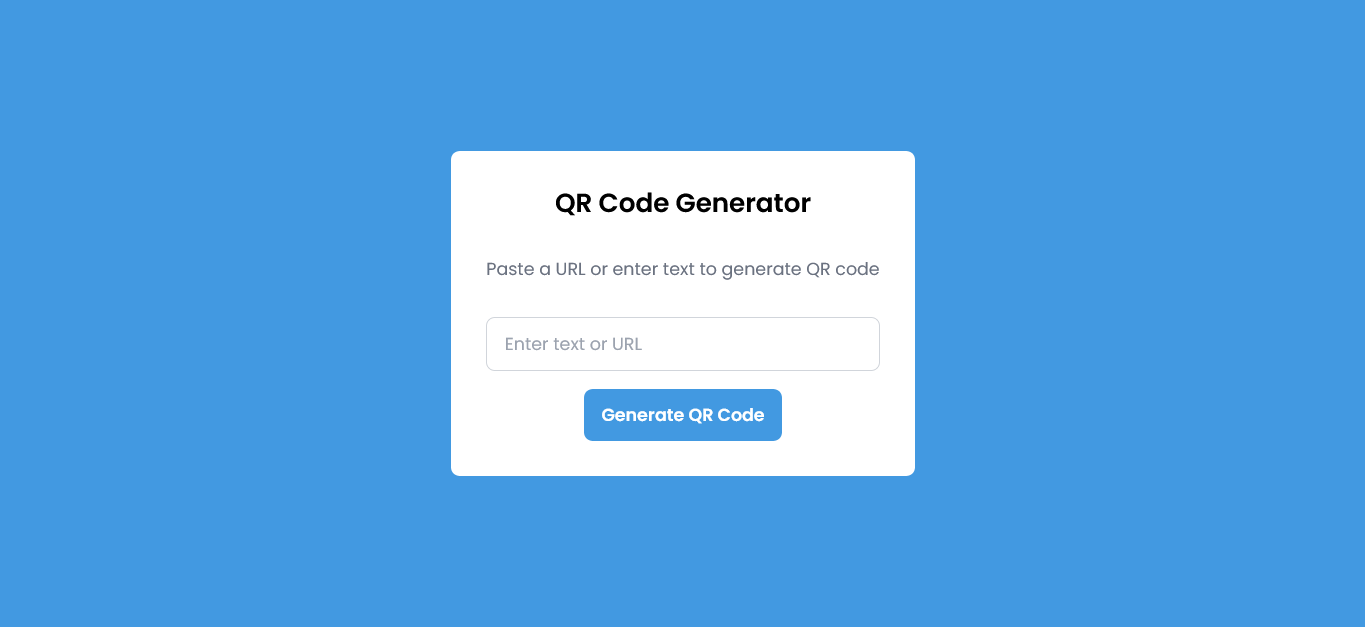 QR Code Generator
Paste a URL or enter text to generate QR code
Enter text or URL
Generate QR Code